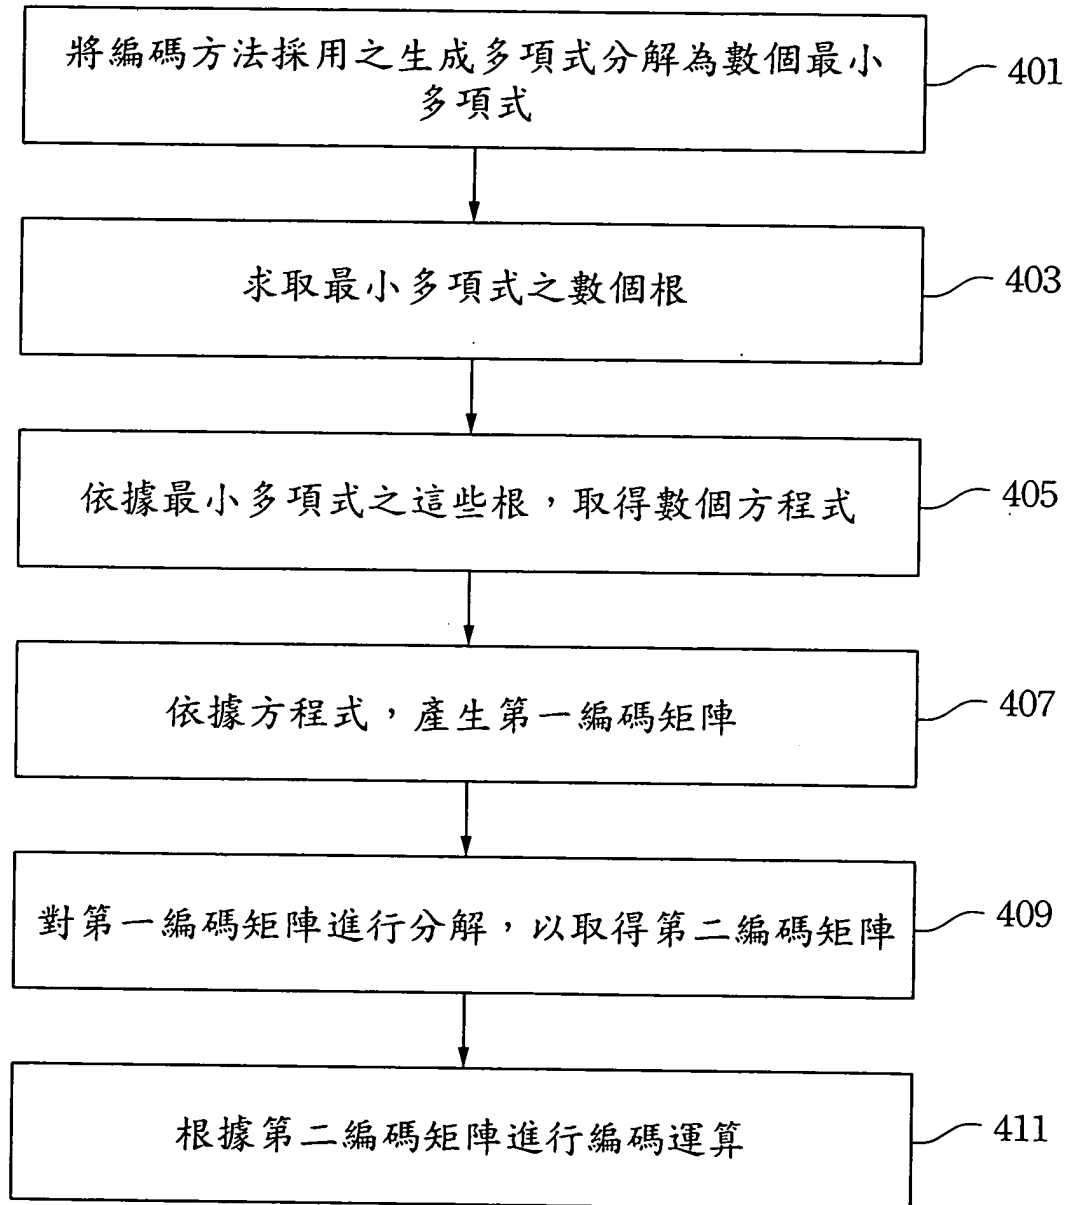 將編碼方法採用之生成多項式分解為數個最小
多項式
401
求取最小多項式之數個根
403
依據最小多項式之這些根，取得數個方程式
405
依據方程式，產生第一編碼矩陣
407
對第一編碼矩陣進行分解，以取得第二編碼矩陣
409
根據第二編碼矩陣進行編碼運算
411